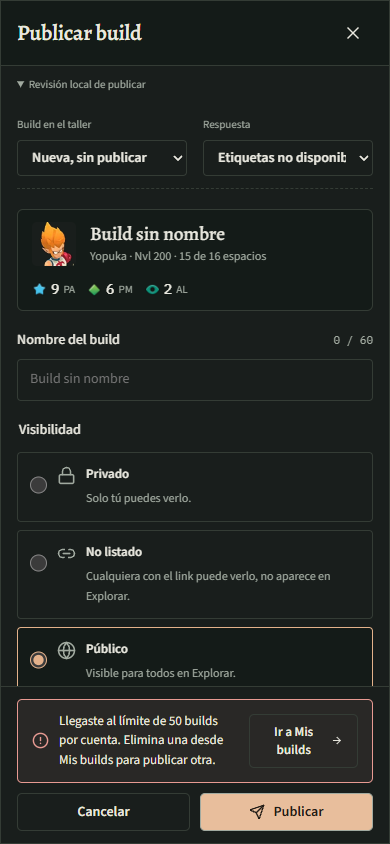 Publicar build
▼ Revisión local de publicar
Build en el taller
Respuesta
Nueva, sin publicar
Etiquetas no disponib
Build sin nombre
Yopuka · Nvl 200 · 15 de 16 espacios
9 PA 6 PM 2 AL
Nombre del build
0 / 60
Build sin nombre
Visibilidad
Privado
Solo tú puedes verlo.
No listado
Cualquiera con el link puede verlo, no aparece en
Explorar.
Público
Visible para todos en Explorar.
Llegaste al límite de 50 builds
por cuenta. Elimina una desde
Mis builds para publicar otra.
Ir a Mis
builds
Cancelar
Publicar